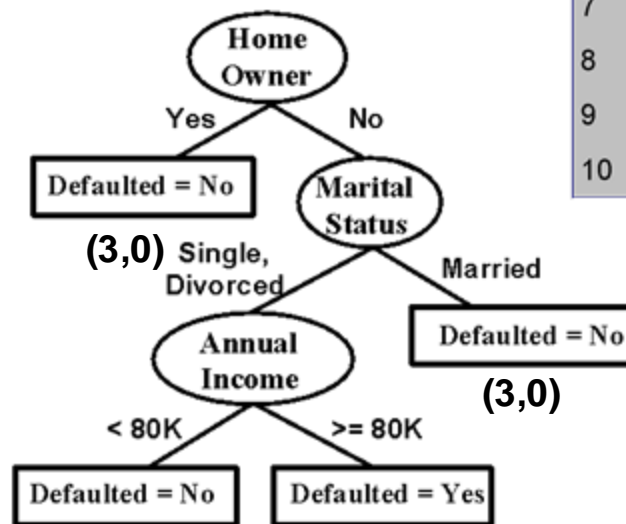 7
8
9
10
Home
Owner
Yes
No
Defaulted = No
Marital
Status
(3,0)
Single,
Divorced
Married
Annual
Income
Defaulted = No
(3,0)
< 80K
>= 80K
Defaulted = No
Defaulted = Yes